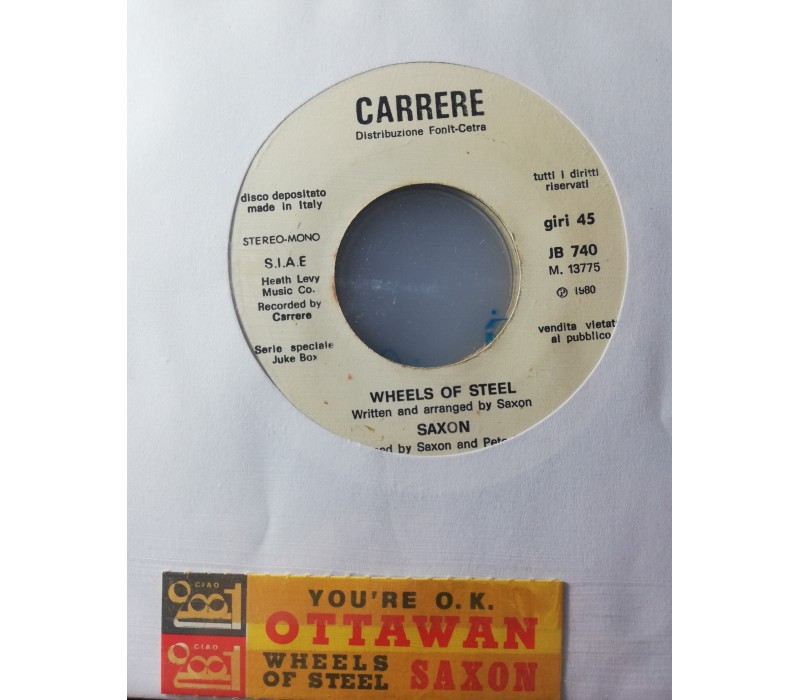 CARRERE
Distribuzione Fonit-Cetra
disco depositato
made in Italy
STEREO-MONO
S.I.A.E
Heath Levy
Music Co.
Recorded by
Carrere
Serie speciale
Juke Box
tutti i diritti
riservati
giri 45
JB 740
M. 13775
℗ 1980
vendita vietat
al pubblico
WHEELS OF STEEL
Written and arranged by Saxon
SAXON
by Saxon and
CIAO
2001
YOU'RE O.K.
OTTAWAN
CIAO
2001
WHEELS
OF STEEL
SAXON